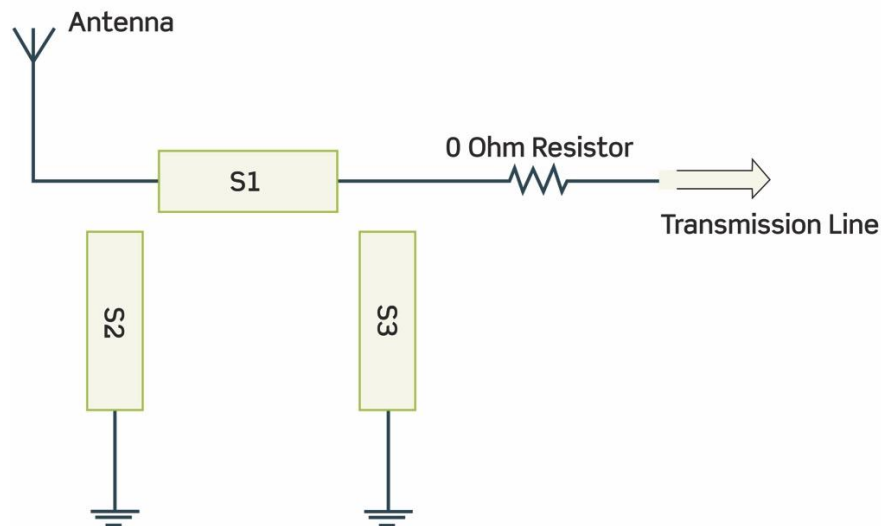 Antenna
0 Ohm Resistor
S1
Transmission Line
S2
S3